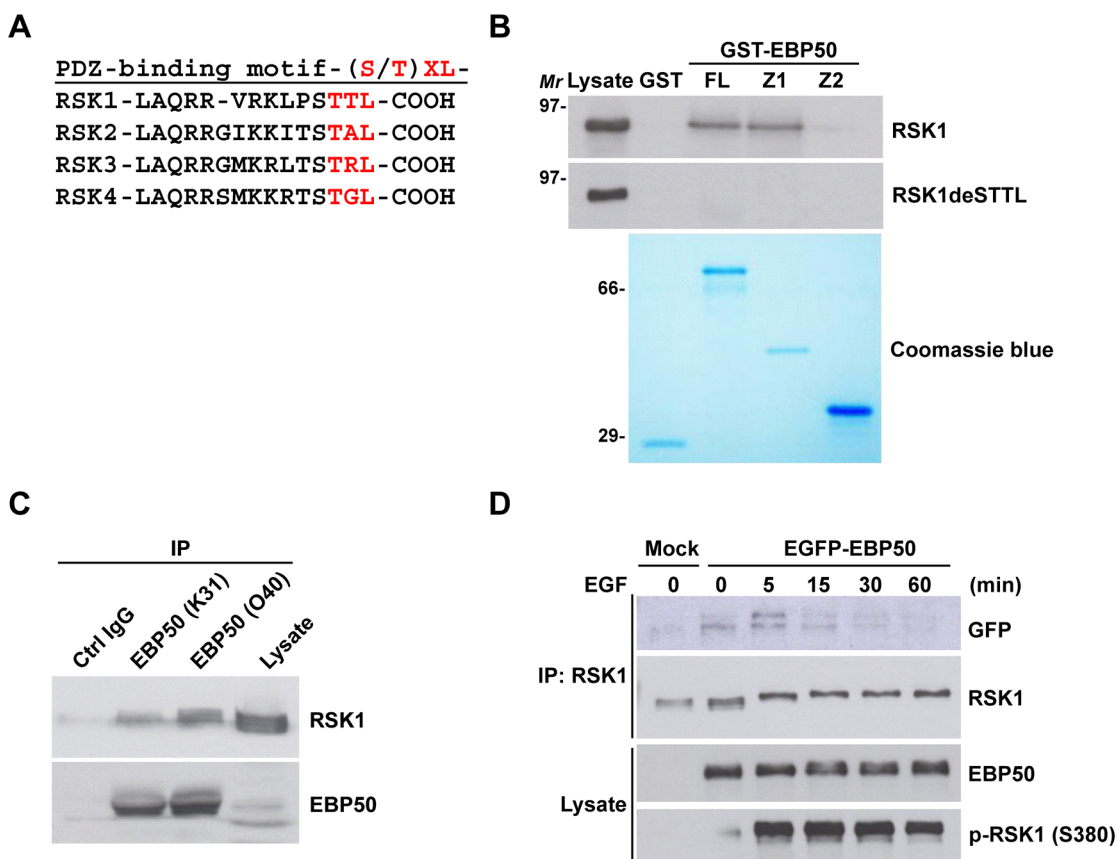 A
PDZ-binding motif-(S/T)XL-
RSK1-LAQRR-VRKLPSTTL-COOH
RSK2-LAQRRGIKKITSTAL-COOH
RSK3-LAQRRGMKRLTSTRL-COOH
RSK4-LAQRRSMKKRTSTGL-COOH
B
GST-EBP50
Mr Lysate GST FL Z1 Z2
97-
RSK1
97-
RSK1deSTTL
66-
Coomassie blue
29-
C
IP
Ctrl IgG EBP50 (K31) EBP50 (O40) Lysate
RSK1
EBP50
D
Mock EGFP-EBP50
EGF 0 0 5 15 30 60 (min)
GFP
IP: RSK1
RSK1
EBP50
Lysate
p-RSK1 (S380)